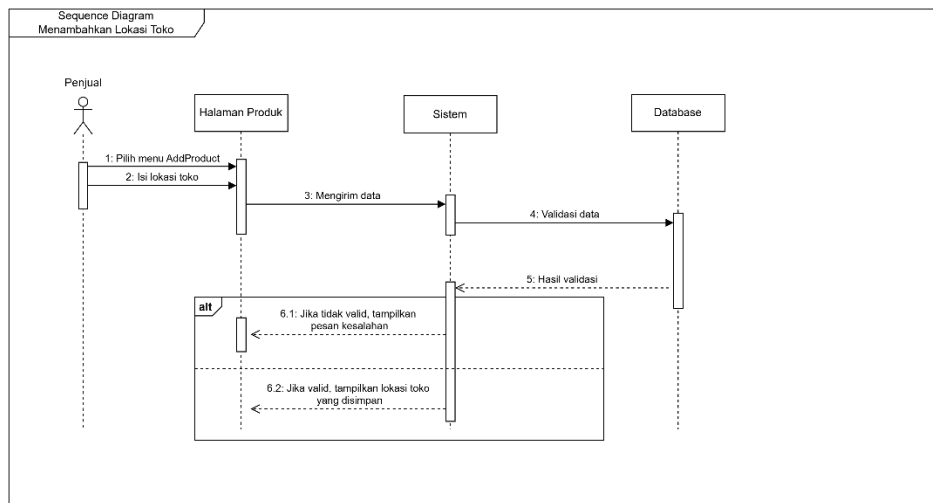 Sequence Diagram
Menambahkan Lokasi Toko
Penjual
Halaman Produk
Sistem
Database
1: Pilih menu AddProduct
2: Isi lokasi toko
3: Mengirim data
4: Validasi data
5: Hasil validasi
alt
6.1: Jika tidak valid, tampilkan
pesan kesalahan
6.2: Jika valid, tampilkan lokasi toko
yang disimpan